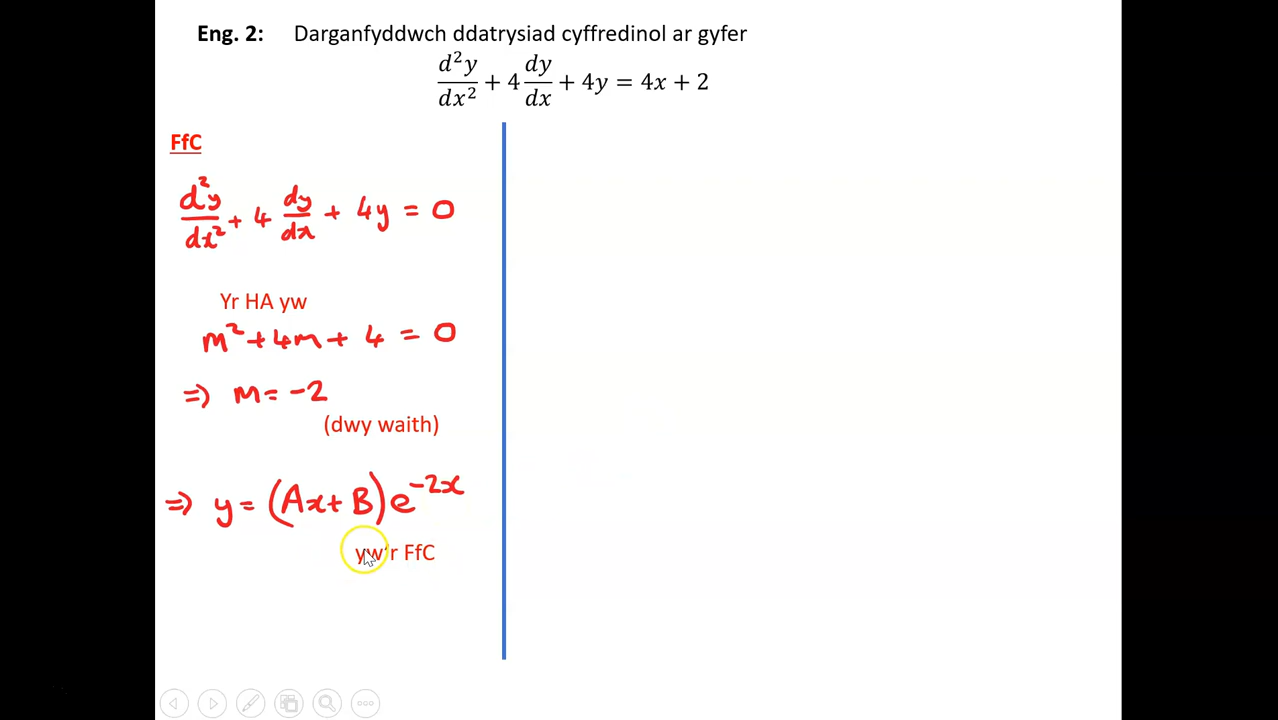 Eng. 2: Darganfyddwch ddatrysiad cyffredinol ar gyfer
d²y/dx² + 4 dy/dx + 4y = 4x + 2
FfC
d²y/dx² + 4 dy/dx + 4y = 0
Yr HA yw
m² + 4m + 4 = 0
⇒ m = -2
(dwy waith)
⇒ y = (Ax + B)e^(-2x)
yw'r FfC